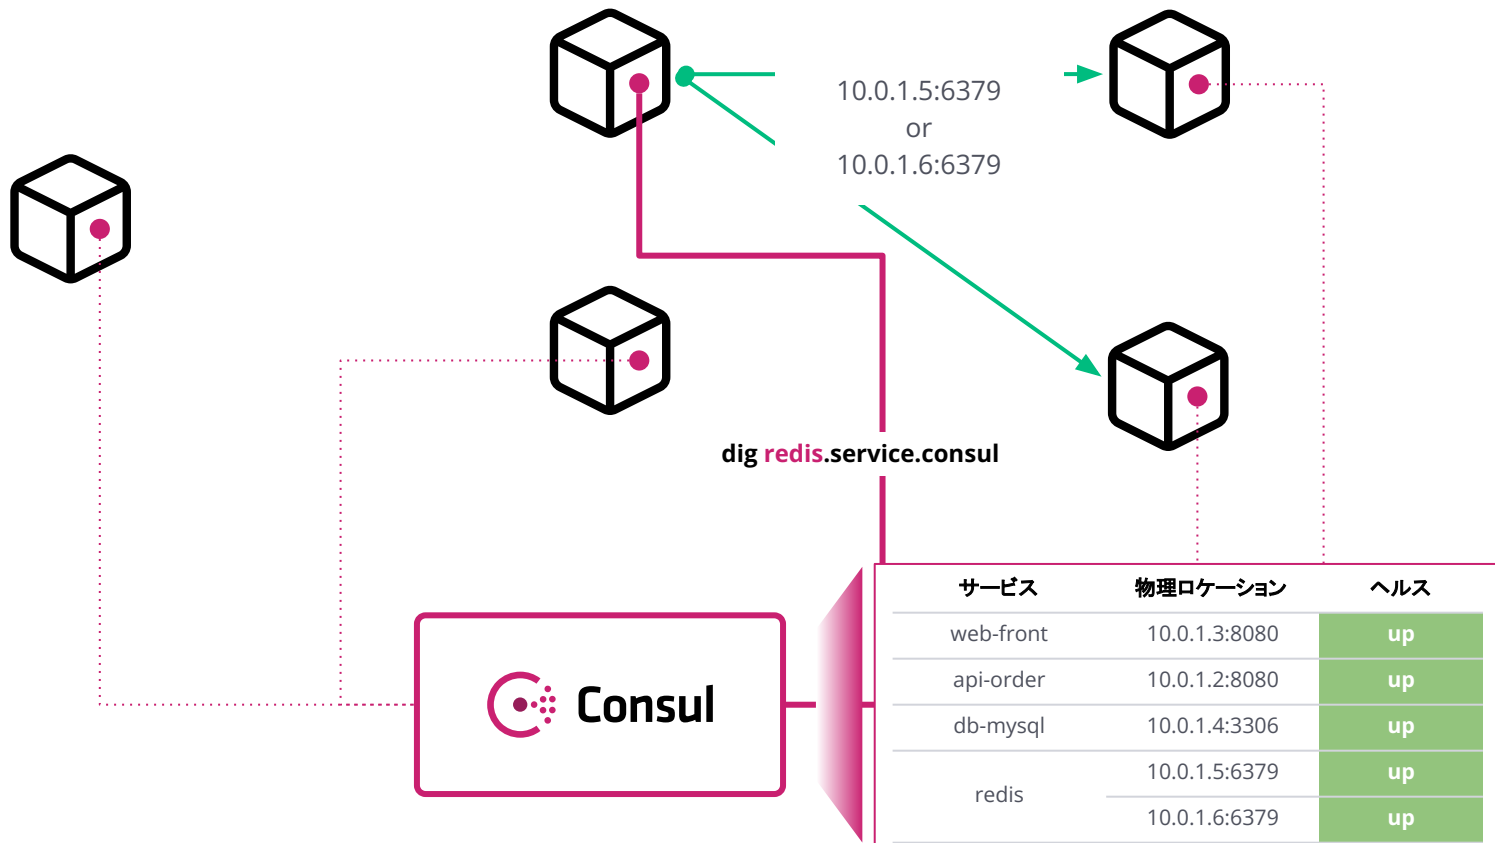 10.0.1.5:6379
or
10.0.1.6:6379
dig redis.service.consul
Consul
サービス 物理ロケーション ヘルス
web-front 10.0.1.3:8080 up
api-order 10.0.1.2:8080 up
db-mysql 10.0.1.4:3306 up
redis 10.0.1.5:6379 up
10.0.1.6:6379 up